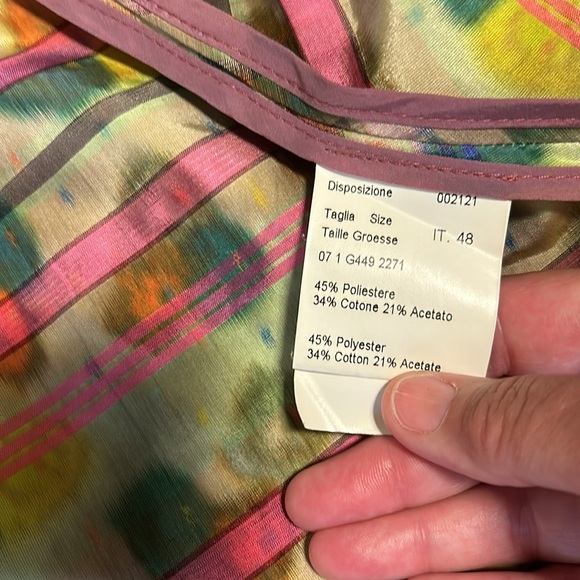 Disposizione 002121
Taglia Size
Taille Groesse IT. 48
07 1 G449 2271
45% Poliestere
34% Cotone 21% Acetato
45% Polyester
34% Cotton 21% Acetate